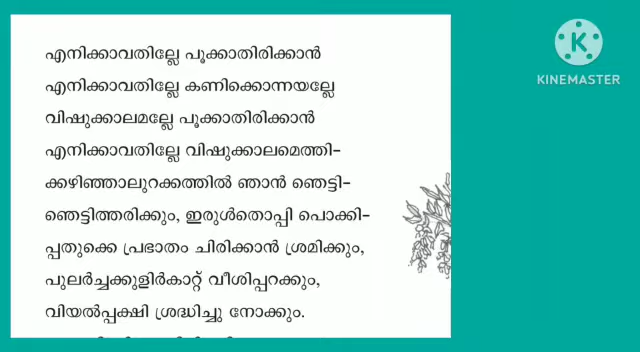 എനിക്കാവതില്ലേ പൂക്കാതിരിക്കാൻ
എനിക്കാവതില്ലേ കണിക്കൊന്നയല്ലേ
വിഷുക്കാലമല്ലേ പൂക്കാതിരിക്കാൻ
എനിക്കാവതില്ലേ വിഷുക്കാലമെത്തി-
ക്കഴിഞ്ഞാലുറക്കത്തിൽ ഞാൻ ഞെട്ടി-
ഞെട്ടിത്തരിക്കും, ഇരുൾതൊപ്പി പൊക്കി-
പ്പതുക്കെ പ്രഭാതം ചിരിക്കാൻ ശ്രമിക്കും,
പുലർച്ചക്കുളിർകാറ്റ് വീശിപ്പറക്കും,
വിയൽപ്പക്ഷി ശ്രദ്ധിച്ചു നോക്കും.
KINEMASTER